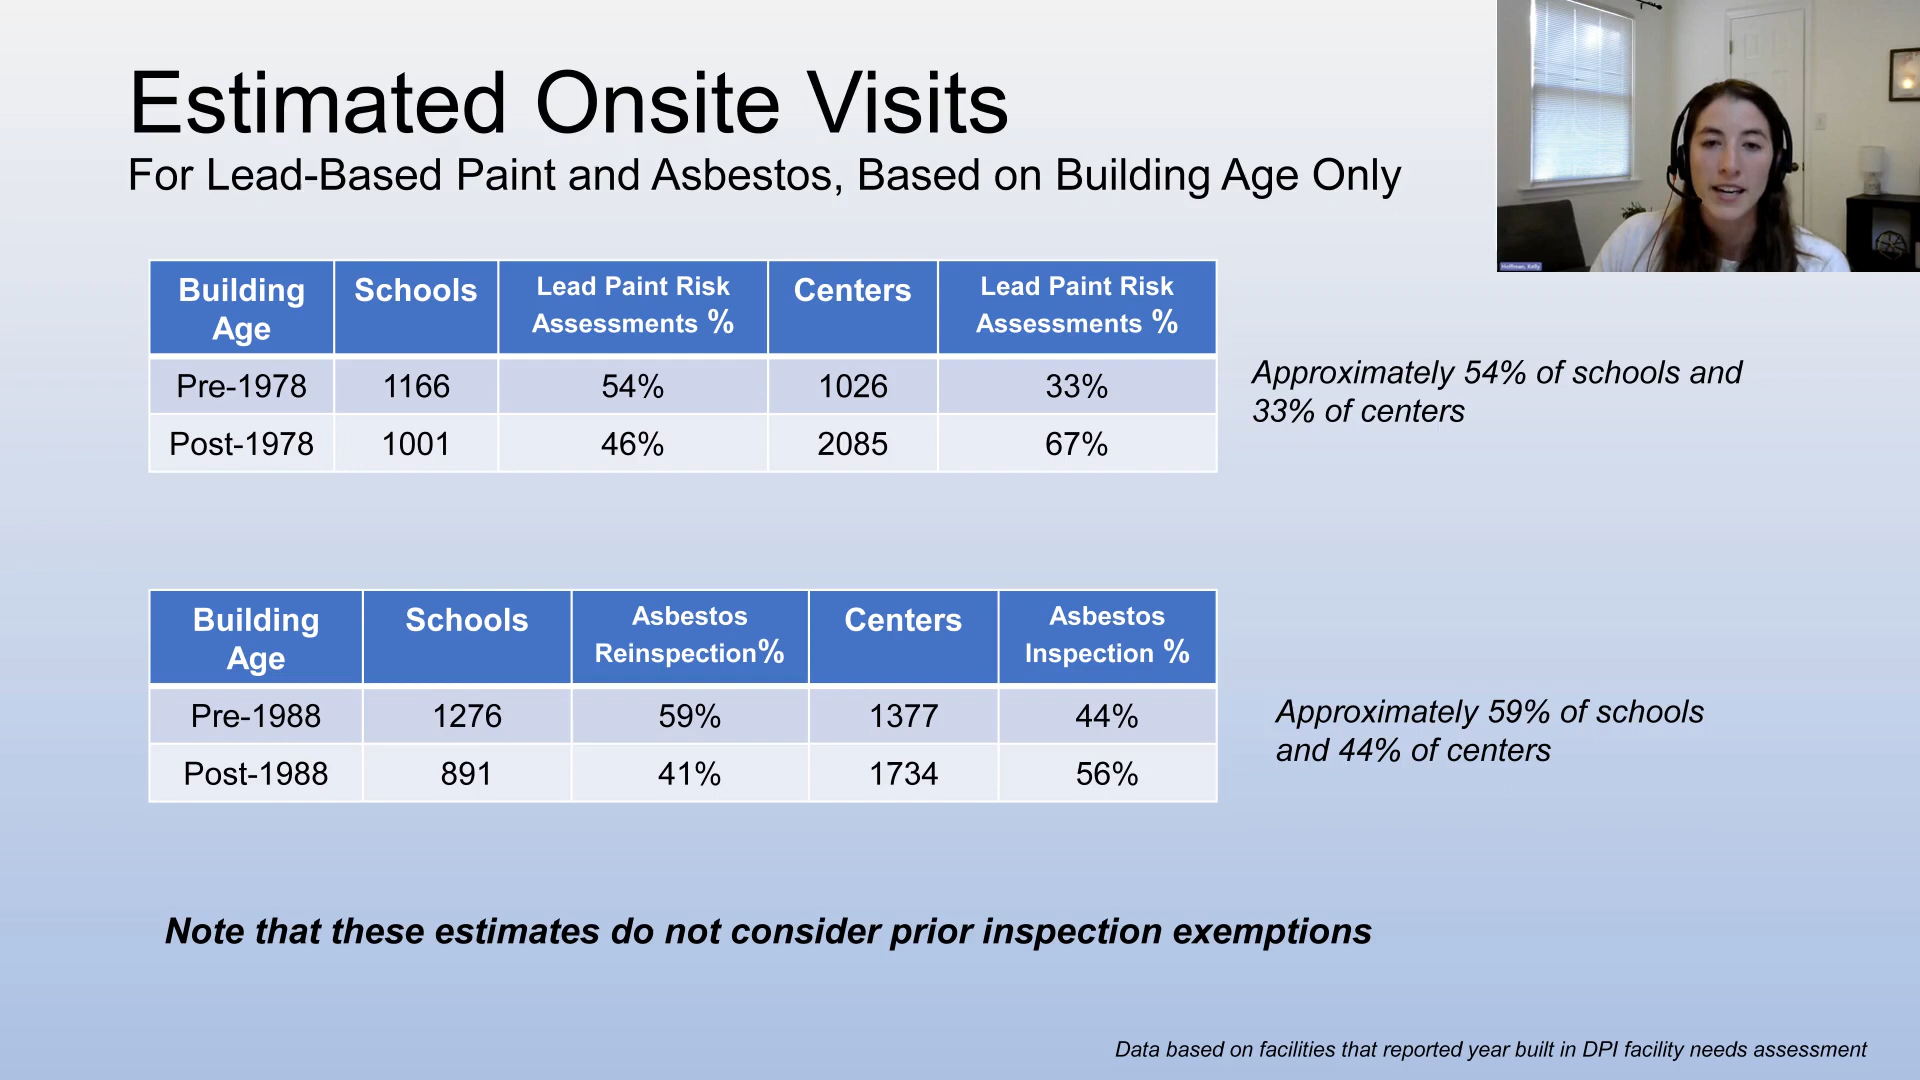 Estimated Onsite Visits
For Lead-Based Paint and Asbestos, Based on Building Age Only
Hoffman, Kelly
Building Age Schools Lead Paint Risk Assessments % Centers Lead Paint Risk Assessments %
Pre-1978 1166 54% 1026 33%
Post-1978 1001 46% 2085 67%
Approximately 54% of schools and
33% of centers
Building Age Schools Asbestos Reinspection% Centers Asbestos Inspection %
Pre-1988 1276 59% 1377 44%
Post-1988 891 41% 1734 56%
Approximately 59% of schools
and 44% of centers
Note that these estimates do not consider prior inspection exemptions
Data based on facilities that reported year built in DPI facility needs assessment